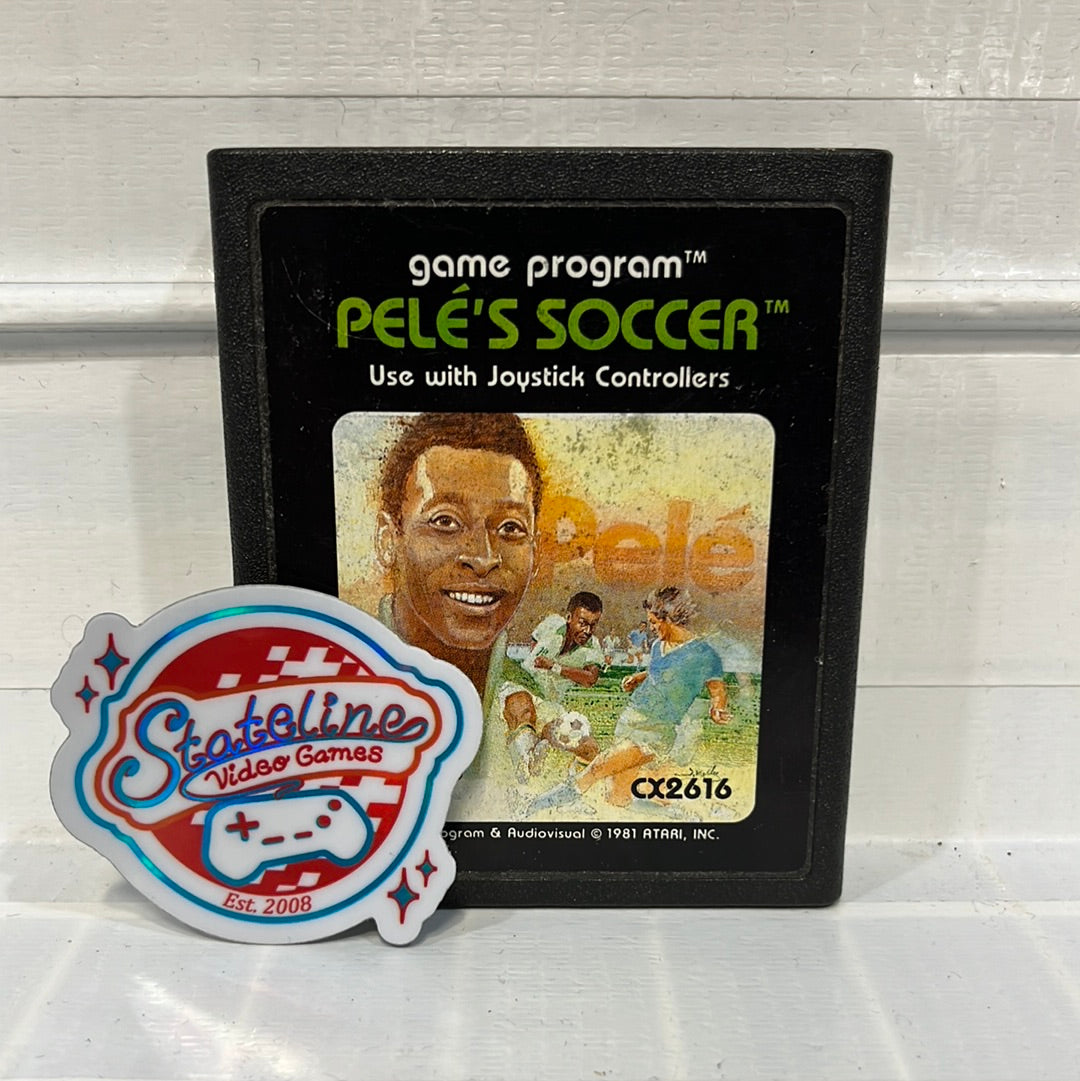 game program™
PELÉ'S SOCCER™
Use with Joystick Controllers
Pelé
CX2616
ogram & Audiovisual © 1981 ATARI, INC.
Stateline
Video Games
Est. 2008